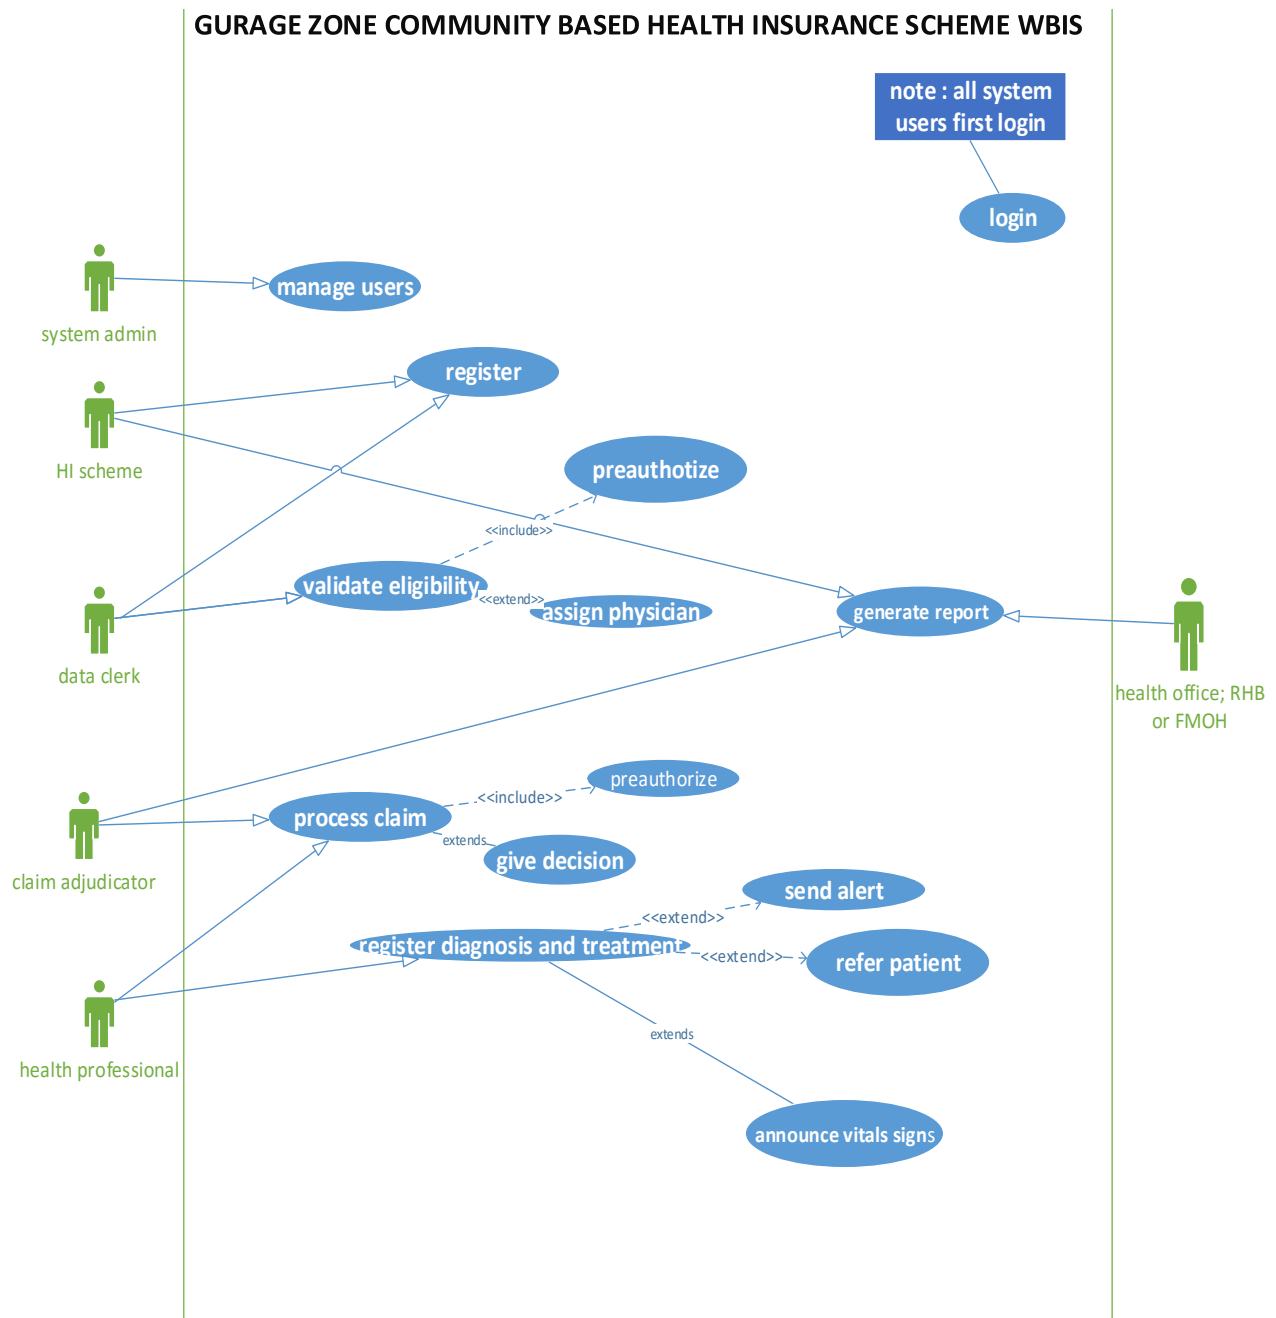 GURAGE ZONE COMMUNITY BASED HEALTH INSURANCE SCHEME WBIS
note : all system
users first login
login
manage users
system admin
register
HI scheme
preauthotize
<<include>>
validate eligibility
<<extend>>
assign physician
generate report
data clerk
health office; RHB
or FMOH
preauthorize
<<include>>
process claim
extends
give decision
claim adjudicator
send alert
<<extend>>
register diagnosis and treatment
<<extend>>
refer patient
extends
health professional
announce vitals signs